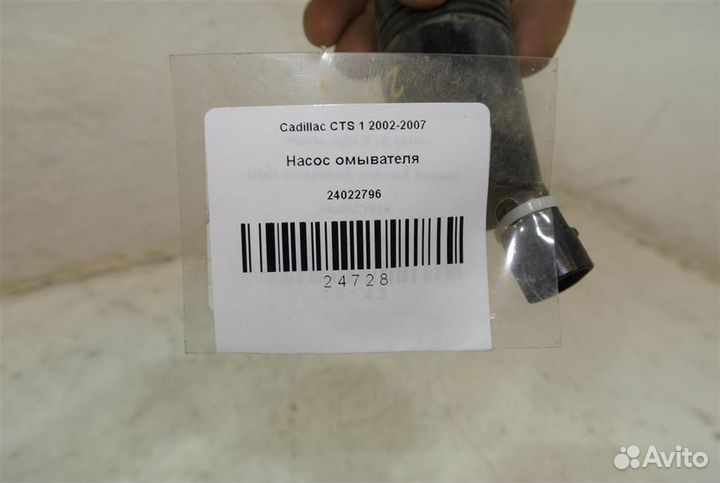 Cadillac CTS 1 2002-2007
Насос омывателя
24022796
24728
Avito